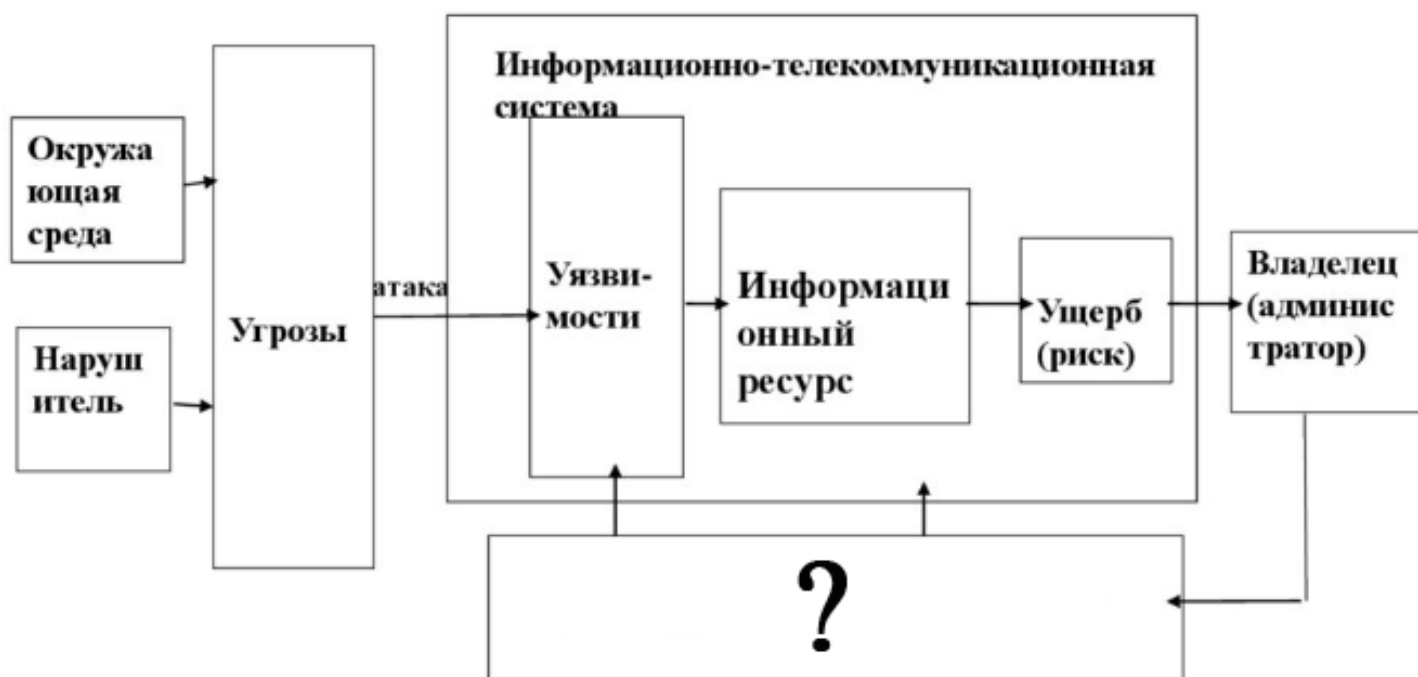 Информационно-телекоммуникационная
система
Окружа
ющая
среда
Наруш
итель
Угрозы
атака
Уязви-
мости
Информаци
онный
ресурс
Ущерб
(риск)
Владелец
(админис
тратор)
?